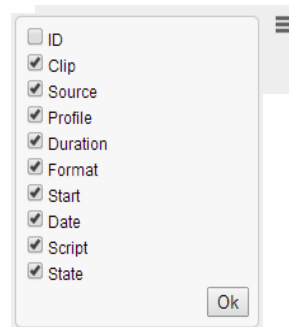 ID
Clip
Source
Profile
Duration
Format
Start
Date
Script
State
Ok